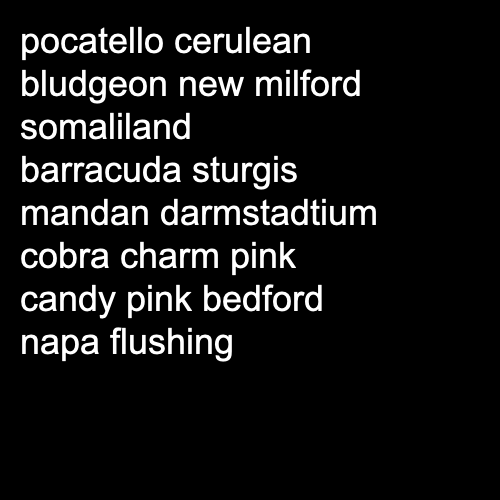 pocatello cerulean
bludgeon new milford
somaliland
barracuda sturgis
mandan darmstadtium
cobra charm pink
candy pink bedford
napa flushing